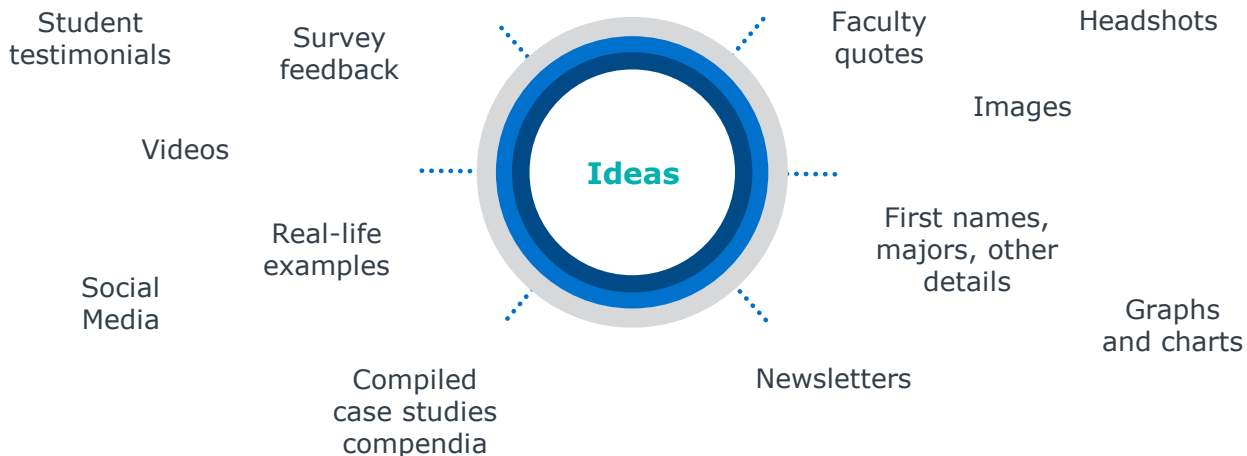 Student
testimonials
Survey
feedback
Videos
Real-life
examples
Social
Media
Compiled
case studies
compendia
Ideas
Faculty
quotes
Headshots
Images
First names,
majors, other
details
Graphs
and charts
Newsletters